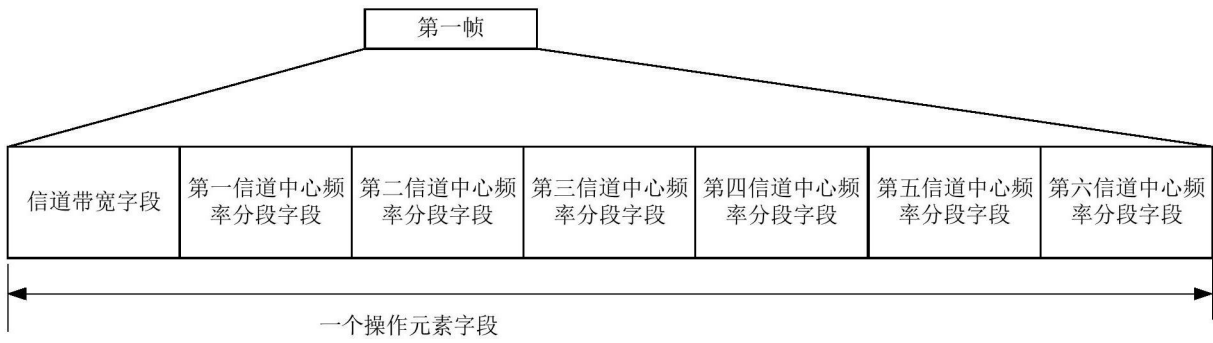 第一帧
信道带宽字段
第一信道中心频
率分段字段
第二信道中心频
率分段字段
第三信道中心频
率分段字段
第四信道中心频
率分段字段
第五信道中心频
率分段字段
第六信道中心频
率分段字段
一个操作元素字段